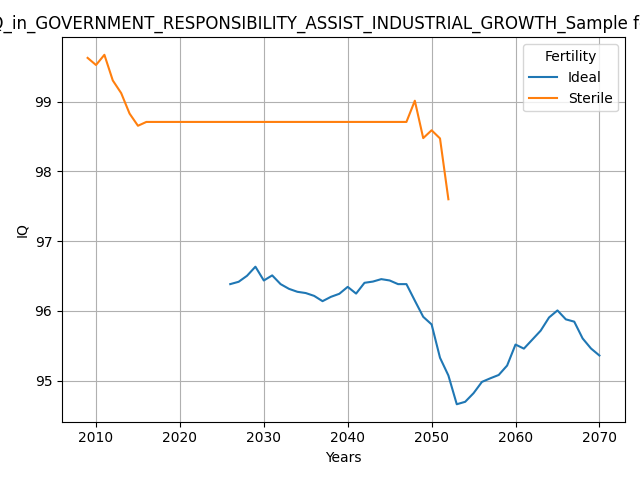 _in_GOVERNMENT_RESPONSIBILITY_ASSIST_INDUSTRIAL_GROWTH_Sample f
Fertility
Ideal
Sterile
99
98
97
96
95
IQ
2010 2020 2030 2040 2050 2060 2070
Years